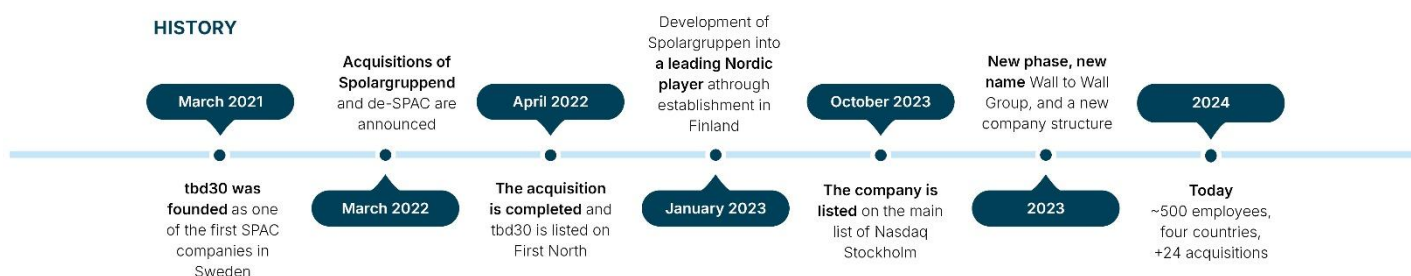 HISTORY
March 2021
tbd30 was
founded as one
of the first SPAC
companies in
Sweden
Acquisitions of
Spolargruppend
and de-SPAC are
announced
March 2022
April 2022
The acquisition
is completed and
tbd30 is listed on
First North
Development of
Spolargruppen into
a leading Nordic
player athrough
establishment in
Finland
January 2023
October 2023
The company is
listed on the main
list of Nasdaq
Stockholm
New phase, new
name Wall to Wall
Group, and a new
company structure
2023
2024
Today
~500 employees,
four countries,
+24 acquisitions